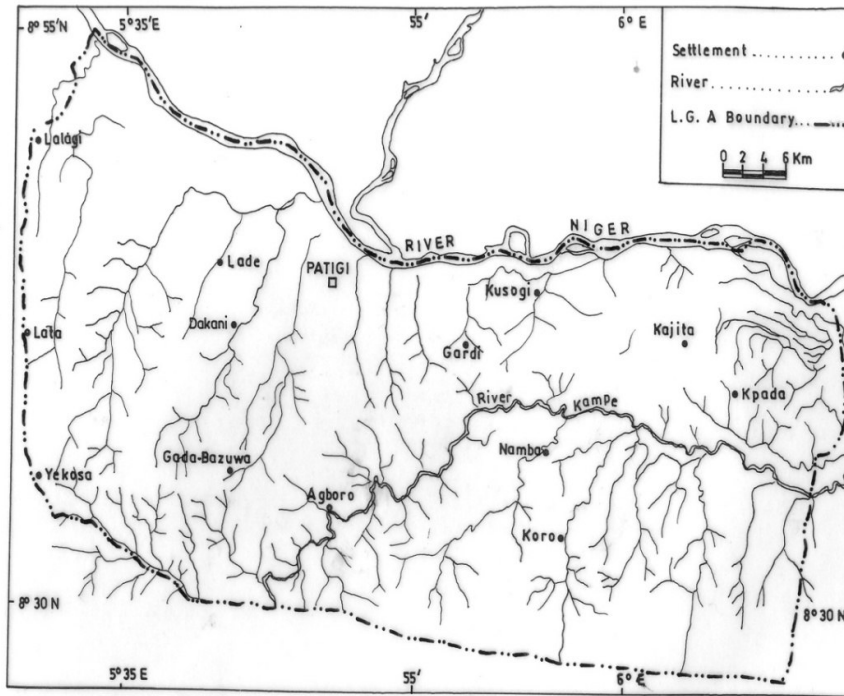 8° 55'N
5° 35'E
55'
6° E
Settlement
River
L.G. A Boundary
0 2 4 6 Km
Lalagi
RIVER NIGER
Lade
PATIGI
Kusogi
Dakani
Lata
Gardi
Kajita
River Kampe
Kpada
Namba
Gada-Bazuwa
Yekosa
Agboro
Koro
8° 30 N
8° 30 N
5° 35 E
55'
6° E